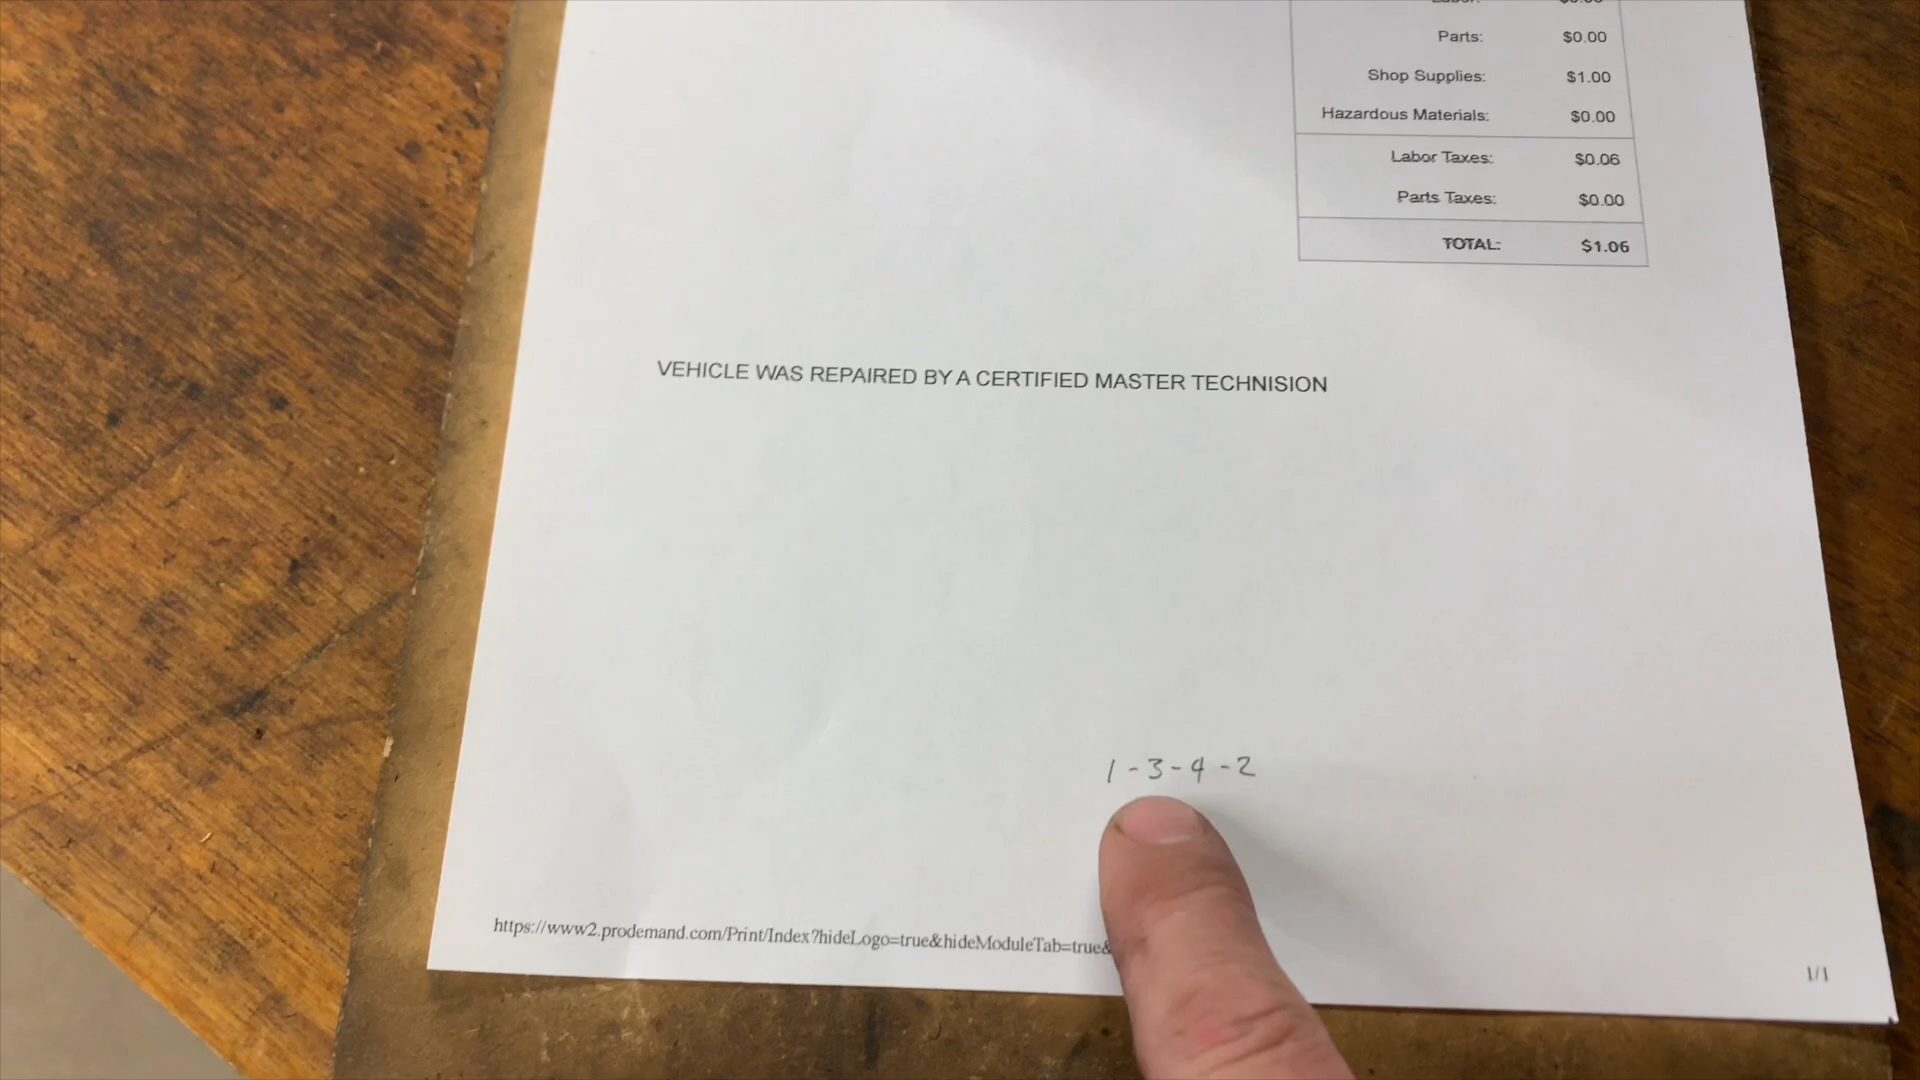 Parts: $0.00
Shop Supplies: $1.00
Hazardous Materials: $0.00
Labor Taxes: $0.06
Parts Taxes: $0.00
TOTAL: $1.06
VEHICLE WAS REPAIRED BY A CERTIFIED MASTER TECHNISION
1-3-4-2
https://www2.prodemand.com/Print/Index?hideLogo=true&hideModuleTab=true&
1/1